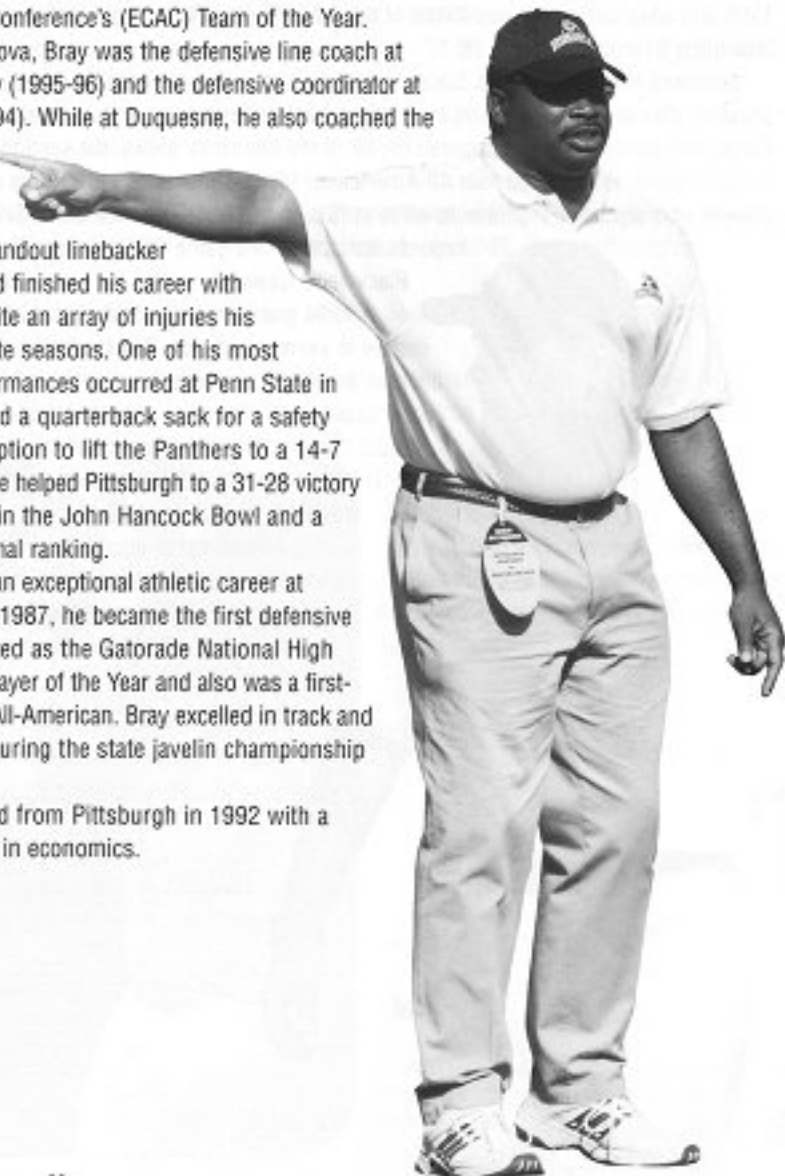 onference's (ECAC) Team of the Year.
ova, Bray was the defensive line coach at
(1995-96) and the defensive coordinator at
94). While at Duquesne, he also coached the
ndout linebacker
d finished his career with
ite an array of injuries his
te seasons. One of his most
rmances occurred at Penn State in
d a quarterback sack for a safety
ption to lift the Panthers to a 14-7
e helped Pittsburgh to a 31-28 victory
in the John Hancock Bowl and a
nal ranking.
an exceptional athletic career at
1987, he became the first defensive
ed as the Gatorade National High
ayer of the Year and also was a first-
All-American. Bray excelled in track and
uring the state javelin championship
d from Pittsburgh in 1992 with a
in economics.